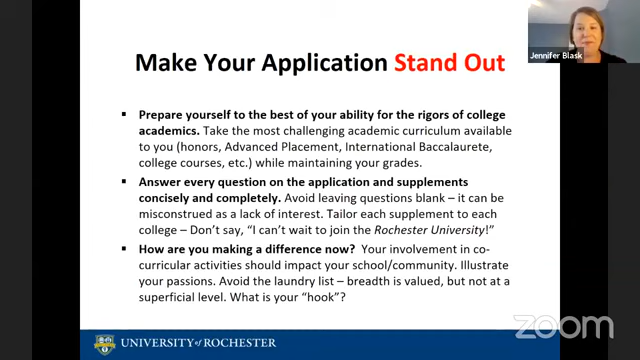 Jennifer Blask
Make Your Application Stand Out
▪ Prepare yourself to the best of your ability for the rigors of college
academics. Take the most challenging academic curriculum available
to you (honors, Advanced Placement, International Baccalaurete,
college courses, etc.) while maintaining your grades.
▪ Answer every question on the application and supplements
concisely and completely. Avoid leaving questions blank – it can be
misconstrued as a lack of interest. Tailor each supplement to each
college – Don't say, "I can't wait to join the Rochester University!"
▪ How are you making a difference now? Your involvement in co-
curricular activities should impact your school/community. Illustrate
your passions. Avoid the laundry list – breadth is valued, but not at a
superficial level. What is your "hook"?
UNIVERSITY of ROCHESTER
zoom